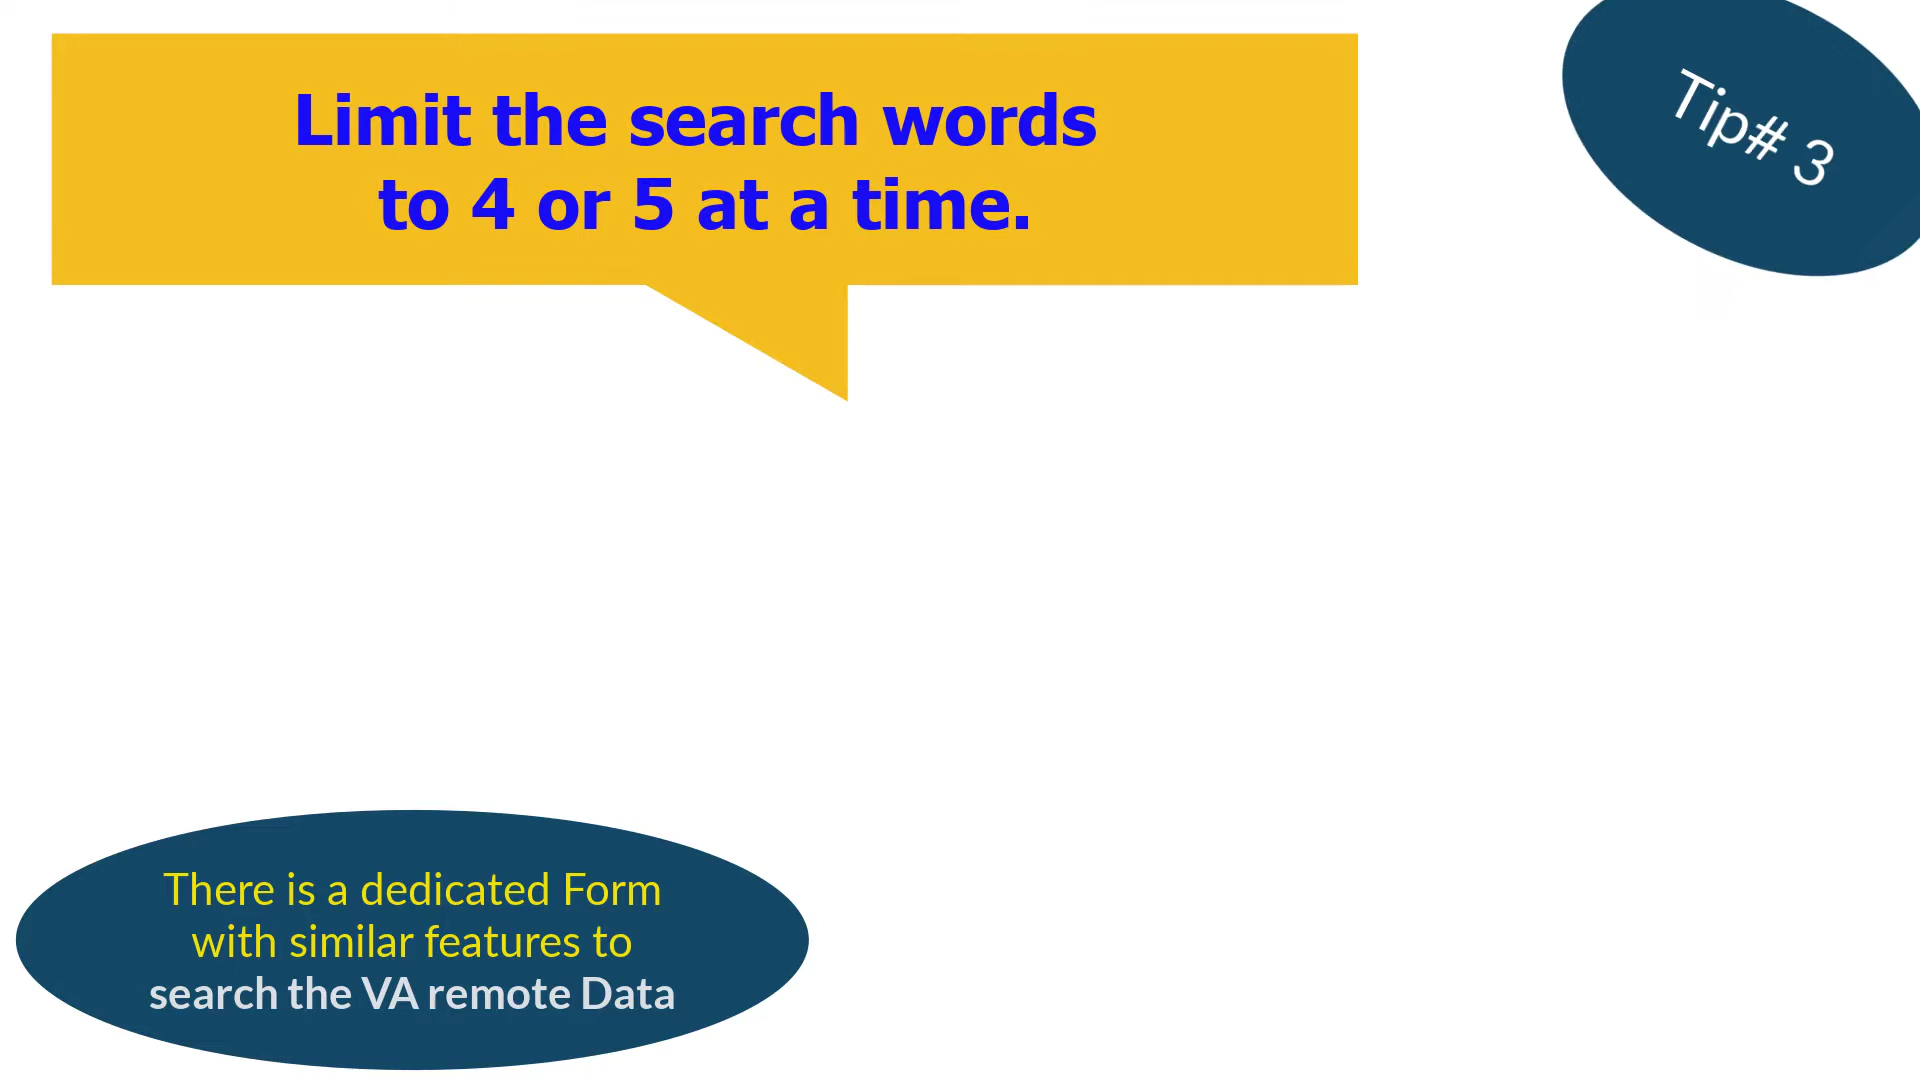 Limit the search words
to 4 or 5 at a time.
Tip# 3
There is a dedicated Form
with similar features to
search the VA remote Data